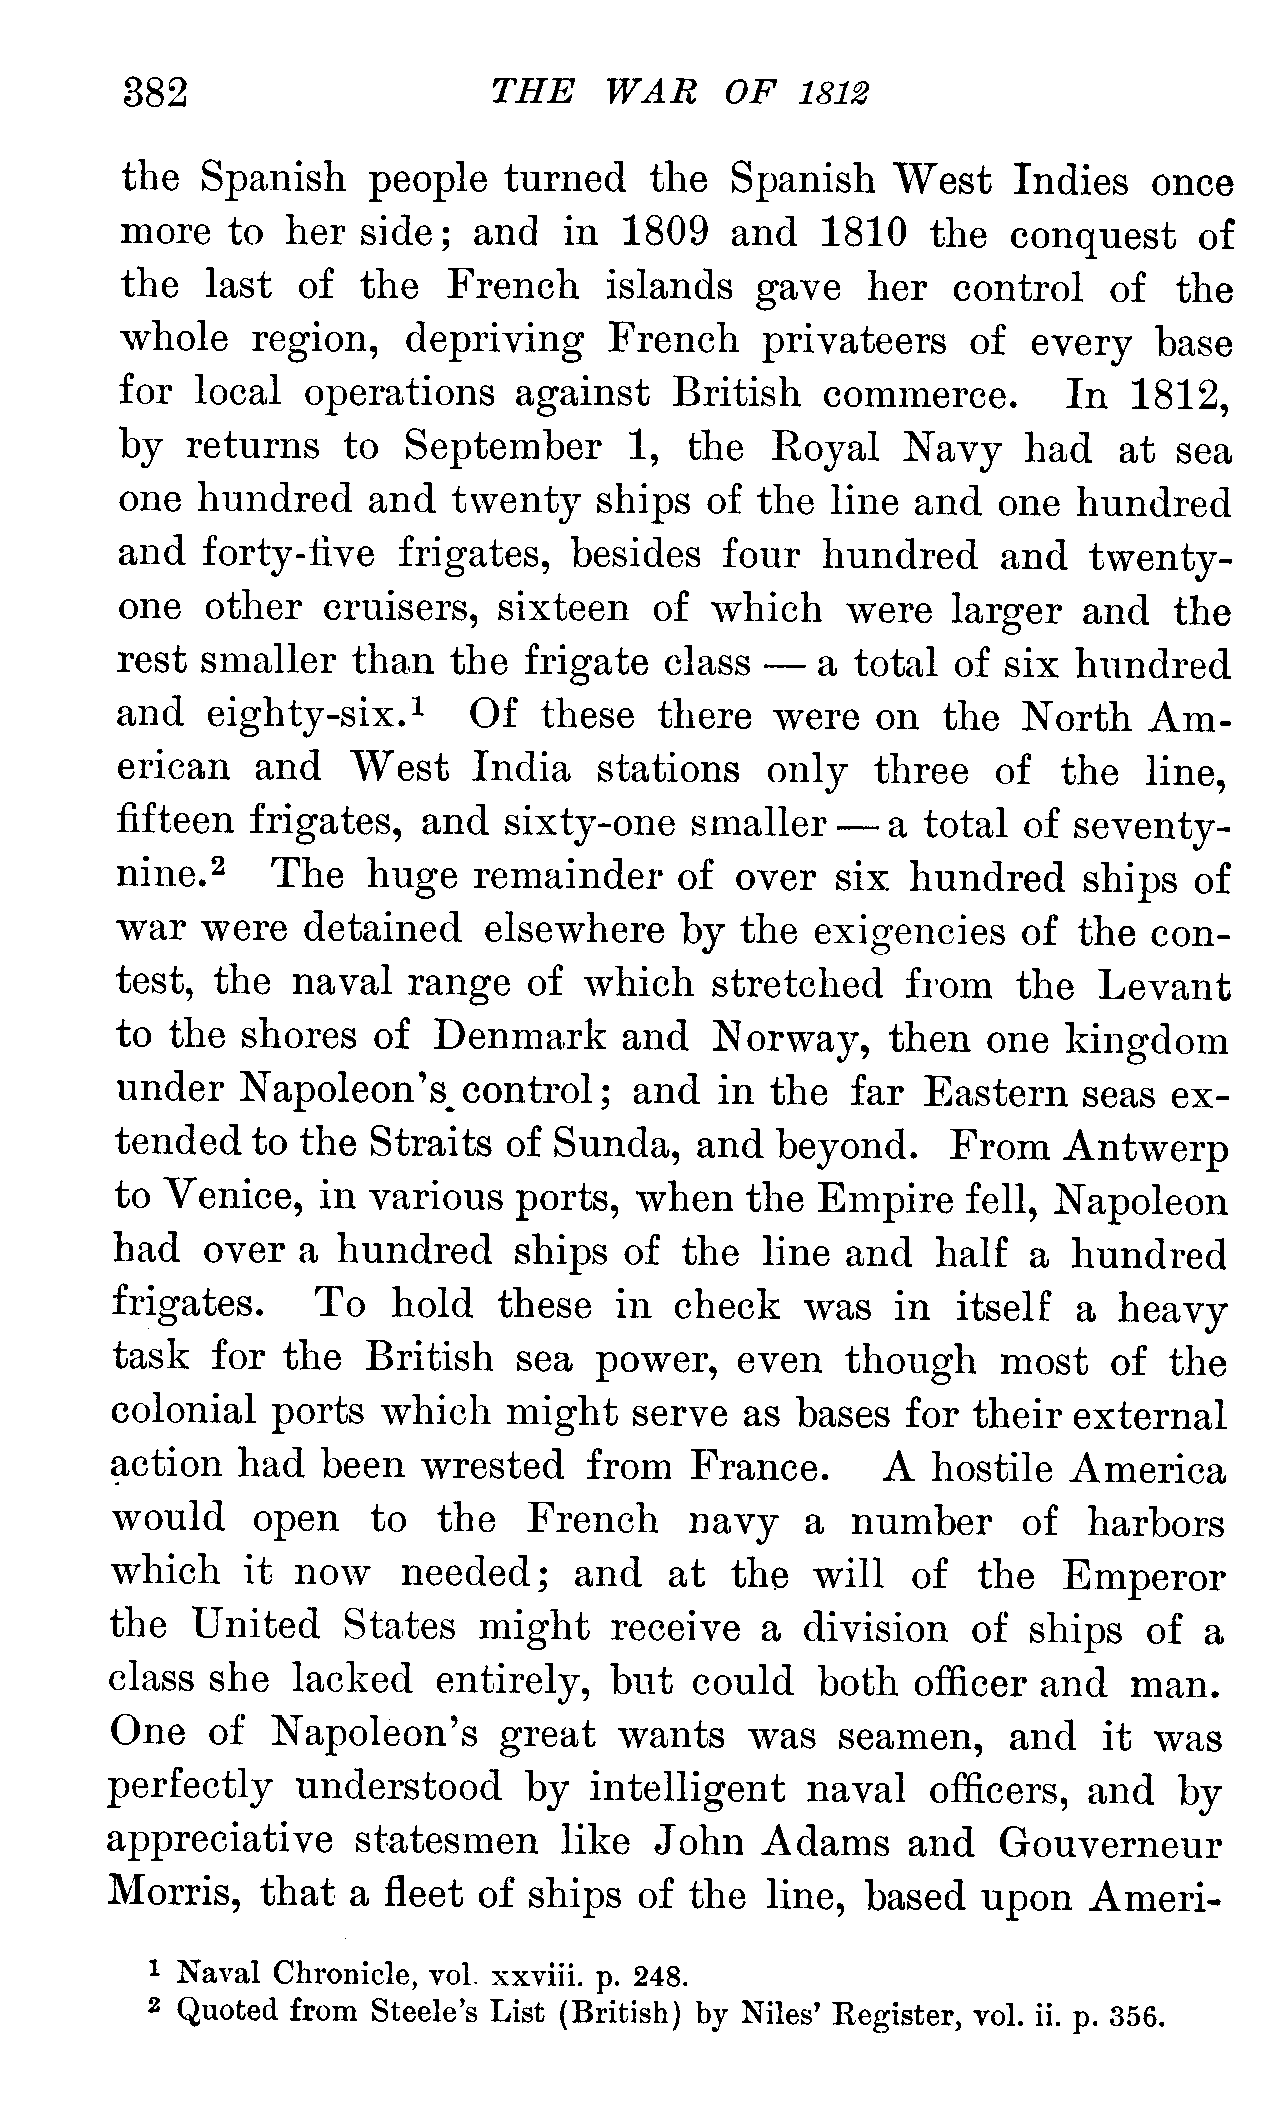 382 THE WAR OF 1812
the Spanish people turned the Spanish West Indies once
more to her side; and in 1809 and 1810 the conquest of
the last of the French islands gave her control of the
whole region, depriving French privateers of every base
for local operations against British commerce. In 1812,
by returns to September 1, the Royal Navy had at sea
one hundred and twenty ships of the line and one hundred
and forty-five frigates, besides four hundred and twenty-
one other cruisers, sixteen of which were larger and the
rest smaller than the frigate class — a total of six hundred
and eighty-six.¹ Of these there were on the North Am-
erican and West India stations only three of the line,
fifteen frigates, and sixty-one smaller — a total of seventy-
nine.² The huge remainder of over six hundred ships of
war were detained elsewhere by the exigencies of the con-
test, the naval range of which stretched from the Levant
to the shores of Denmark and Norway, then one kingdom
under Napoleon's control; and in the far Eastern seas ex-
tended to the Straits of Sunda, and beyond. From Antwerp
to Venice, in various ports, when the Empire fell, Napoleon
had over a hundred ships of the line and half a hundred
frigates. To hold these in check was in itself a heavy
task for the British sea power, even though most of the
colonial ports which might serve as bases for their external
action had been wrested from France. A hostile America
would open to the French navy a number of harbors
which it now needed; and at the will of the Emperor
the United States might receive a division of ships of a
class she lacked entirely, but could both officer and man.
One of Napoleon's great wants was seamen, and it was
perfectly understood by intelligent naval officers, and by
appreciative statesmen like John Adams and Gouverneur
Morris, that a fleet of ships of the line, based upon Ameri-
¹ Naval Chronicle, vol. xxviii. p. 248.
² Quoted from Steele's List (British) by Niles' Register, vol. ii. p. 356.